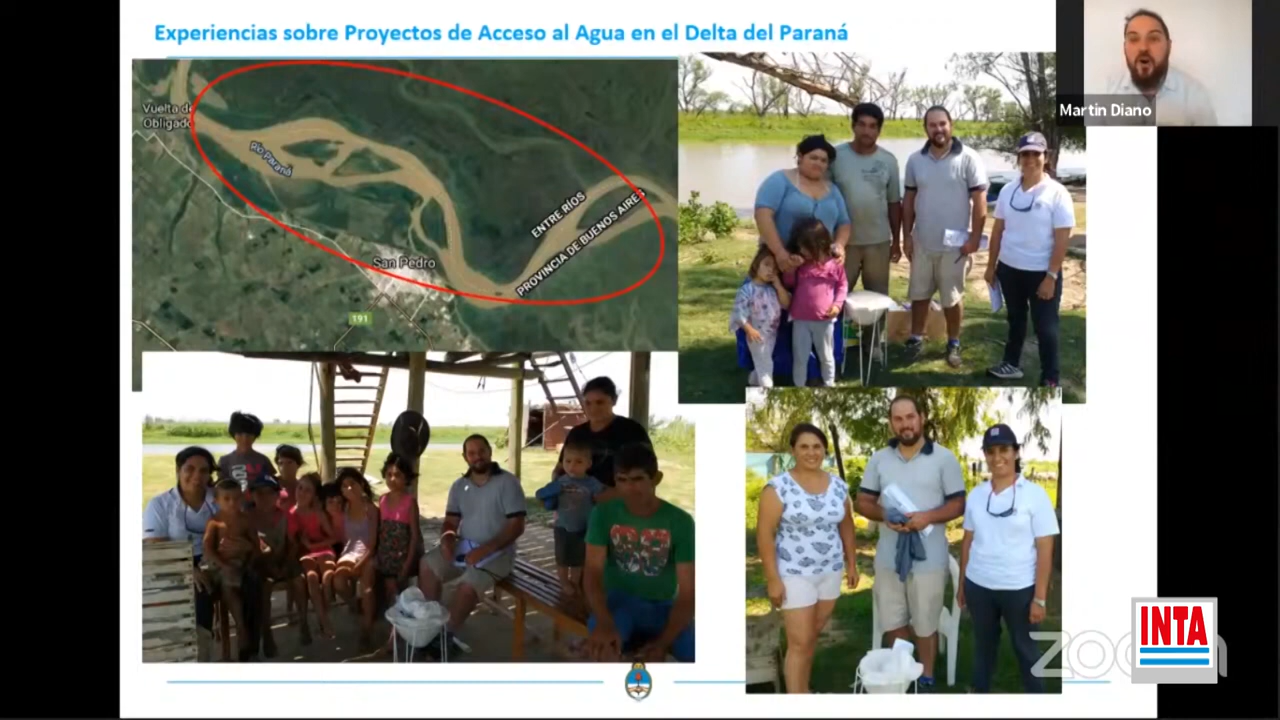 Experiencias sobre Proyectos de Acceso al Agua en el Delta del Paraná
Martin Diano
Vuelta de
Obligado
Río Paraná
ENTRE RÍOS
PROVINCIA DE BUENOS AIRES
San Pedro
191
zoom
INTA